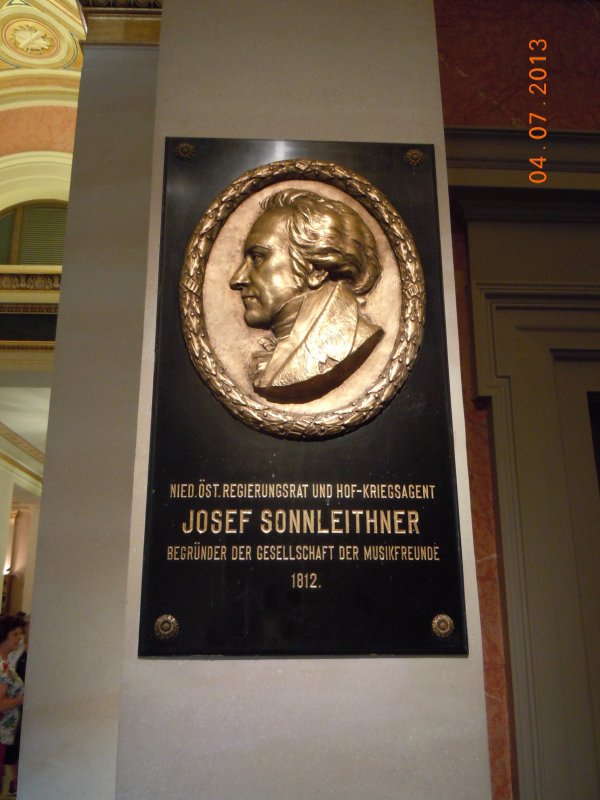 04.07.2013
NIED.ÖST.REGIERUNGSRAT UND HOF-KRIEGSAGENT
JOSEF SONNLEITHNER
BEGRÜNDER DER GESELLSCHAFT DER MUSIKFREUNDE
1812.